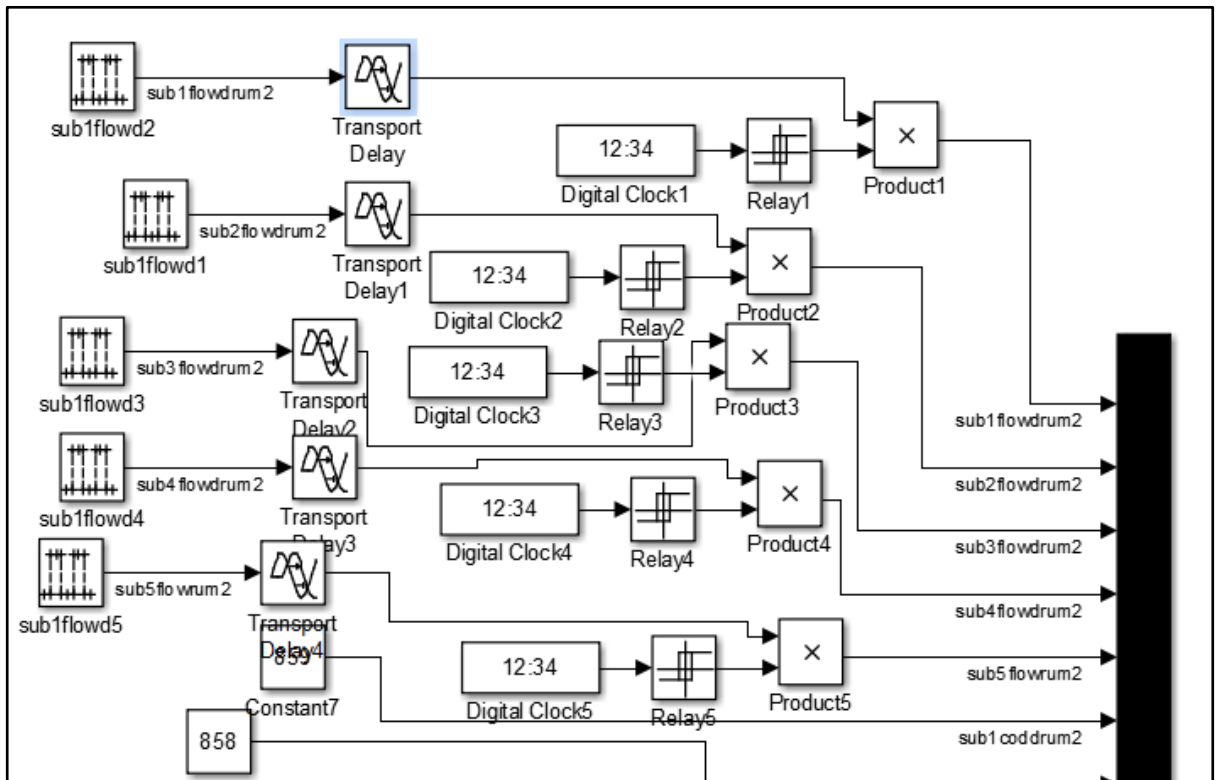 sub1flowdrum2
sub1flowd2
Transport
Delay
12:34
Digital Clock1
Relay1
×
Product1
sub2flowdrum2
sub1flowd1
Transport
Delay1
12:34
Digital Clock2
Relay2
×
Product2
sub3flowdrum2
sub1flowd3
Transport
Delay2
12:34
Digital Clock3
Relay3
×
Product3
sub1flowdrum2
sub4flowdrum2
sub1flowd4
Transport
Delay3
12:34
Digital Clock4
Relay4
×
Product4
sub2flowdrum2
sub3flowdrum2
sub5flowrum2
sub1flowd5
Transport
Delay4
859
Constant7
12:34
Digital Clock5
Relay5
×
Product5
sub4flowdrum2
sub5flowrum2
sub1coddrum2
858